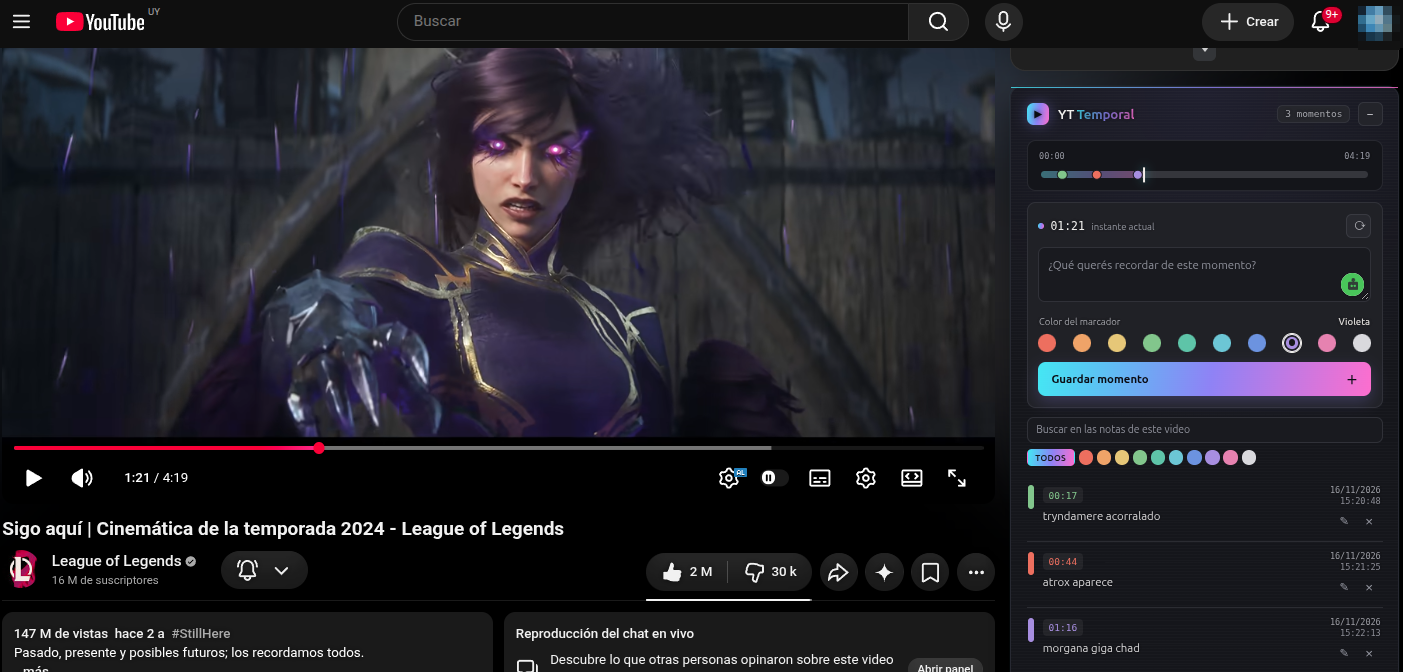 YouTube UY
Buscar
Crear
9+
YT Temporal
3 momentos
00:00
04:19
01:21 instante actual
¿Qué querés recordar de este momento?
Color del marcador
Violeta
Guardar momento
Buscar en las notas de este video
TODOS
00:17
16/11/2026
15:20:48
tryndamere acorralado
00:44
16/11/2026
15:21:25
atrox aparece
01:16
16/11/2026
15:22:13
morgana giga chad
1:21 / 4:19
AL
Sigo aquí | Cinemática de la temporada 2024 - League of Legends
League of Legends
16 M de suscriptores
2 M
30 k
147 M de vistas hace 2 a #StillHere
Pasado, presente y posibles futuros; los recordamos todos.
...más
Reproducción del chat en vivo
Descubre lo que otras personas opinaron sobre este video
Abrir panel